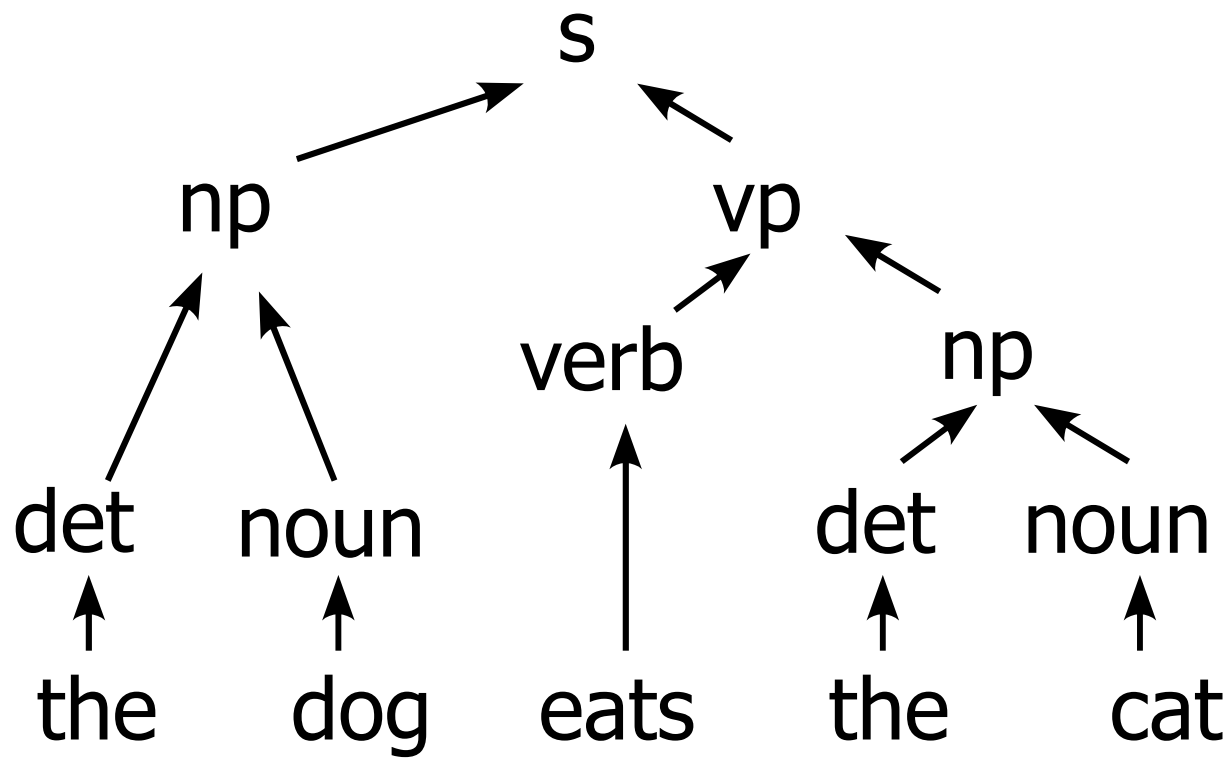 s
np vp
verb np
det noun det noun
the dog eats the cat